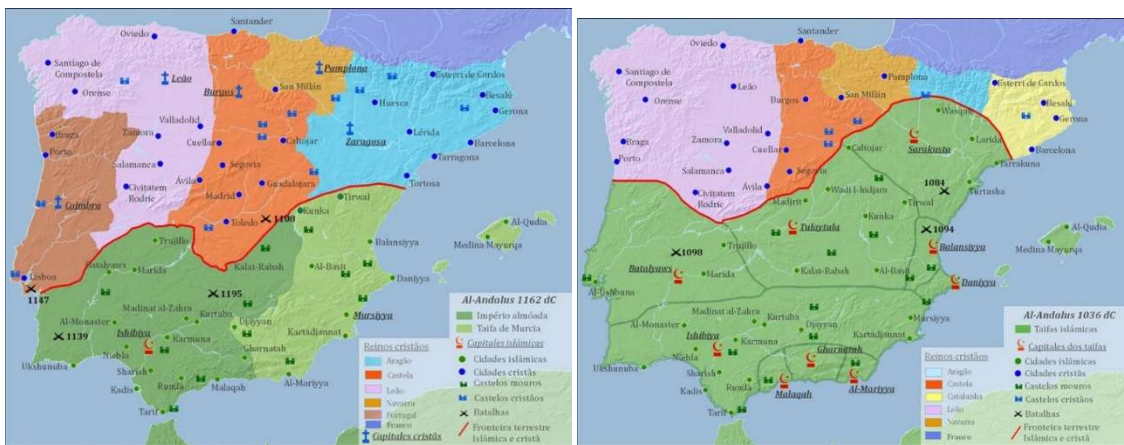 Santander
Oviedo
Santiago de
Compostela
Leão
Pamplona
Esterri de Cardos
Orense
Burgos
San Millán
Huesca
Besalú
Gerona
Braga
Zamora
Valladolid
Zaragosa
Porto
Cuellar
Caltojar
Lérida
Barcelona
Salamanca
Segovia
Tarragona
Coimbra
Civitatem
Rodric
Ávila
Madrid
Guadalajara
Tortosa
Toledo
1108
Tirwal
Kunka
Al-Qudia
Trujillo
Balansiyya
Medina Mayurqa
Lisboa
Batalyaws
Marida
Kalat-Rabah
Al-Basit
Daniyya
1147
1195
Al-Andalus 1162 dC
Madinat al-Zahra
Império almóada
Al-Monaster
1139
Kurtuba
Mursiyya
Taifa de Murcia
Ishibiya
Djayyan
Capitales islâmicas
Karmuna
Kartadjannat
Reinos cristãos
Cidades islâmicas
Ukshunuba
Niebla
Gharnatah
Aragão
Cidades cristãs
Sharish
Castela
Castelos mouros
Kadis
Runda
Malaqah
Al-Mariyya
Leão
Castelos cristãos
Navarra
Batalhas
Tarif
Portugal
Fronteira terrestre
Islâmica e cristã
Franco
Capitales cristãs
Santander
Oviedo
Santiago de
Compostela
Pamplona
Esterri de Cardos
Leão
Orense
Burgos
San Millán
Wasqah
Besalú
Gerona
Braga
Zamora
Valladolid
Sarakusta
Larida
Porto
Cuellar
Caltojar
Barcelona
Salamanca
Segovia
Tarrakuna
Civitatem
Rodric
Ávila
Wadi l-hidjara
1084
Turtusha
Madjrit
Tirwal
Tulaytula
Kunka
1094
Al-Qudia
1098
Trujillo
Balansiyya
Medina Mayurqa
Batalyaws
Marida
Kalat-Rabah
Al-Basit
Daniyya
Al-Ushbuna
Al-Andalus 1036 dC
Madinat al-Zahra
Taifas islâmicas
Al-Monaster
Kurtuba
Mursiyya
Capitales dos taifas
Ishibiya
Djayyan
Karmuna
Kartadjannat
Reinos cristãos
Cidades islâmicas
Ukshunuba
Niebla
Gharnatah
Aragão
Cidades cristãs
Sharish
Castela
Castelos mouros
Kadis
Runda
Malaqah
Al-Mariyya
Catalunha
Castelos cristãos
Leão
Batalhas
Tarif
Navarra
Fronteira terrestre
Islâmica e cristã
Franco